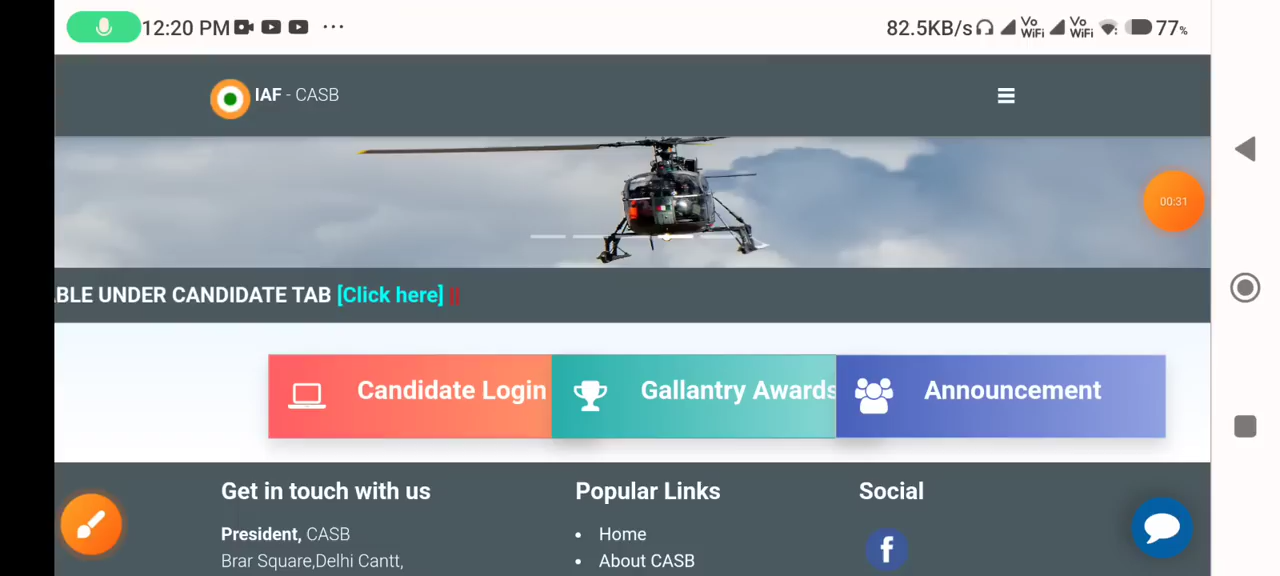 12:20 PM ... 82.5KB/s Vo WiFi Vo WiFi 77%
IAF - CASB
00:31
ABLE UNDER CANDIDATE TAB [Click here] ||
Candidate Login
Gallantry Awards
Announcement
Get in touch with us
President, CASB
Brar Square,Delhi Cantt,
Popular Links
• Home
• About CASB
Social
f